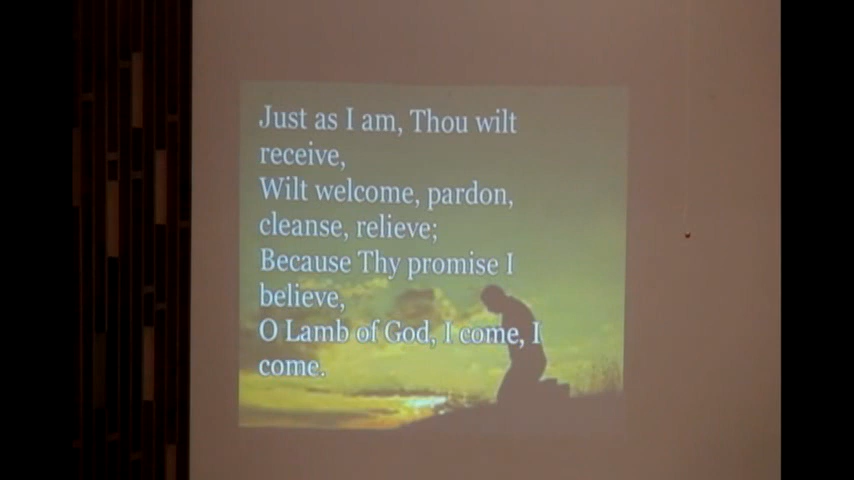 Just as I am, Thou wilt
receive,
Wilt welcome, pardon,
cleanse, relieve;
Because Thy promise I
believe,
O Lamb of God, I come, I
come.